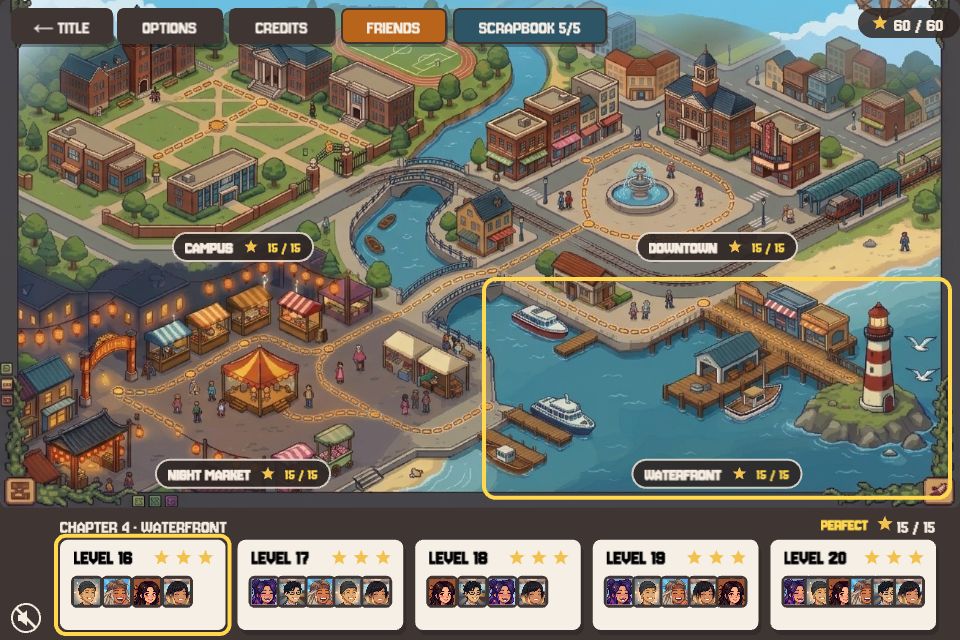 ← TITLE
OPTIONS
CREDITS
FRIENDS
SCRAPBOOK 5/5
60 / 60
CAMPUS 15 / 15
DOWNTOWN 15 / 15
NIGHT MARKET 15 / 15
WATERFRONT 15 / 15
CHAPTER 4 · WATERFRONT
PERFECT 15 / 15
LEVEL 16
LEVEL 17
LEVEL 18
LEVEL 19
LEVEL 20